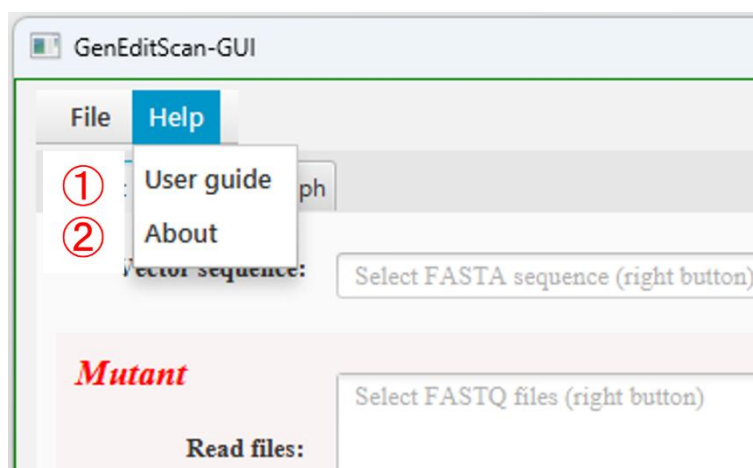 GenEditScan-GUI
File Help
① User guide
ph
② About
Vector sequence:
Select FASTA sequence (right button)
Mutant
Select FASTQ files (right button)
Read files: